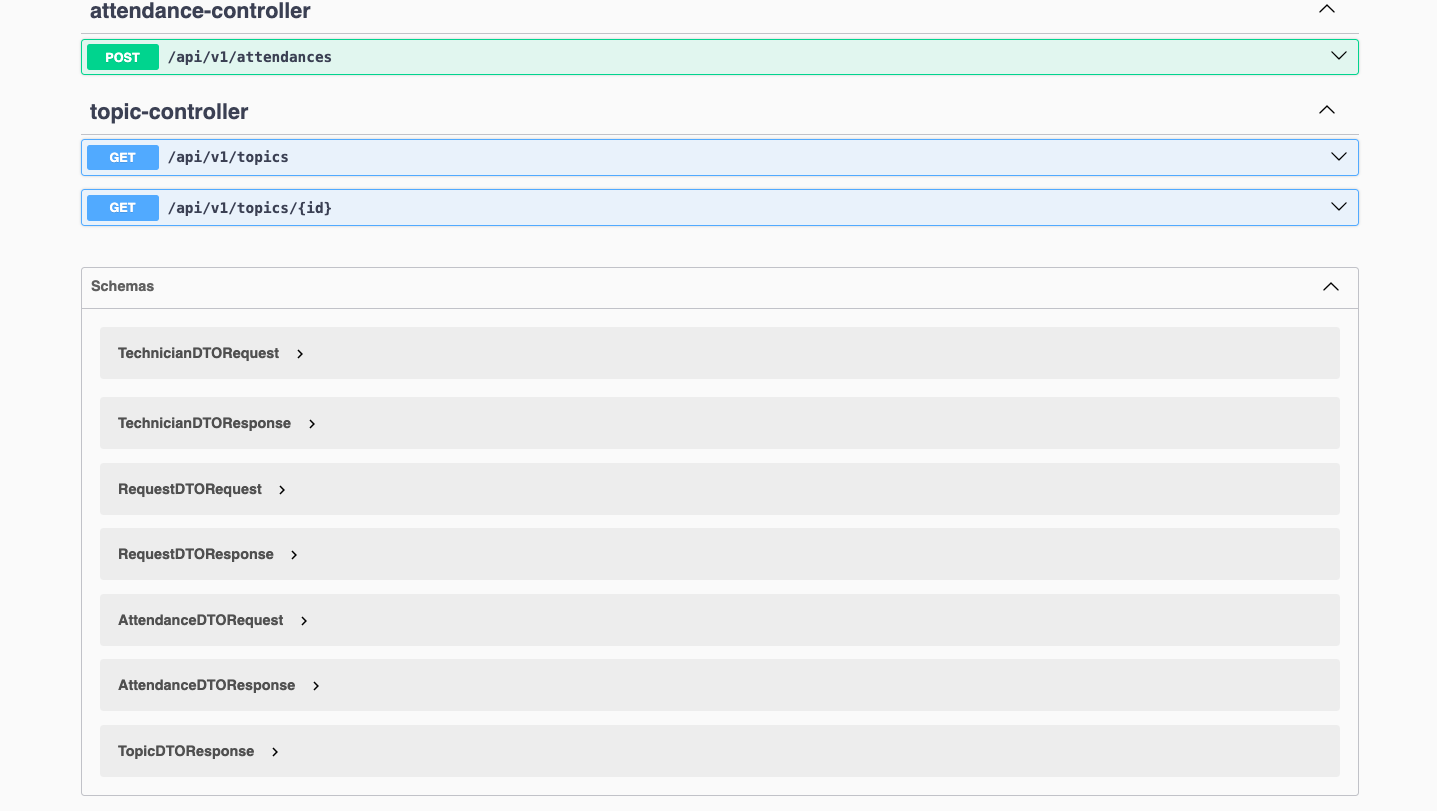 attendance-controller
POST /api/v1/attendances
topic-controller
GET /api/v1/topics
GET /api/v1/topics/{id}
Schemas
TechnicianDTORequest
TechnicianDTOResponse
RequestDTORequest
RequestDTOResponse
AttendanceDTORequest
AttendanceDTOResponse
TopicDTOResponse